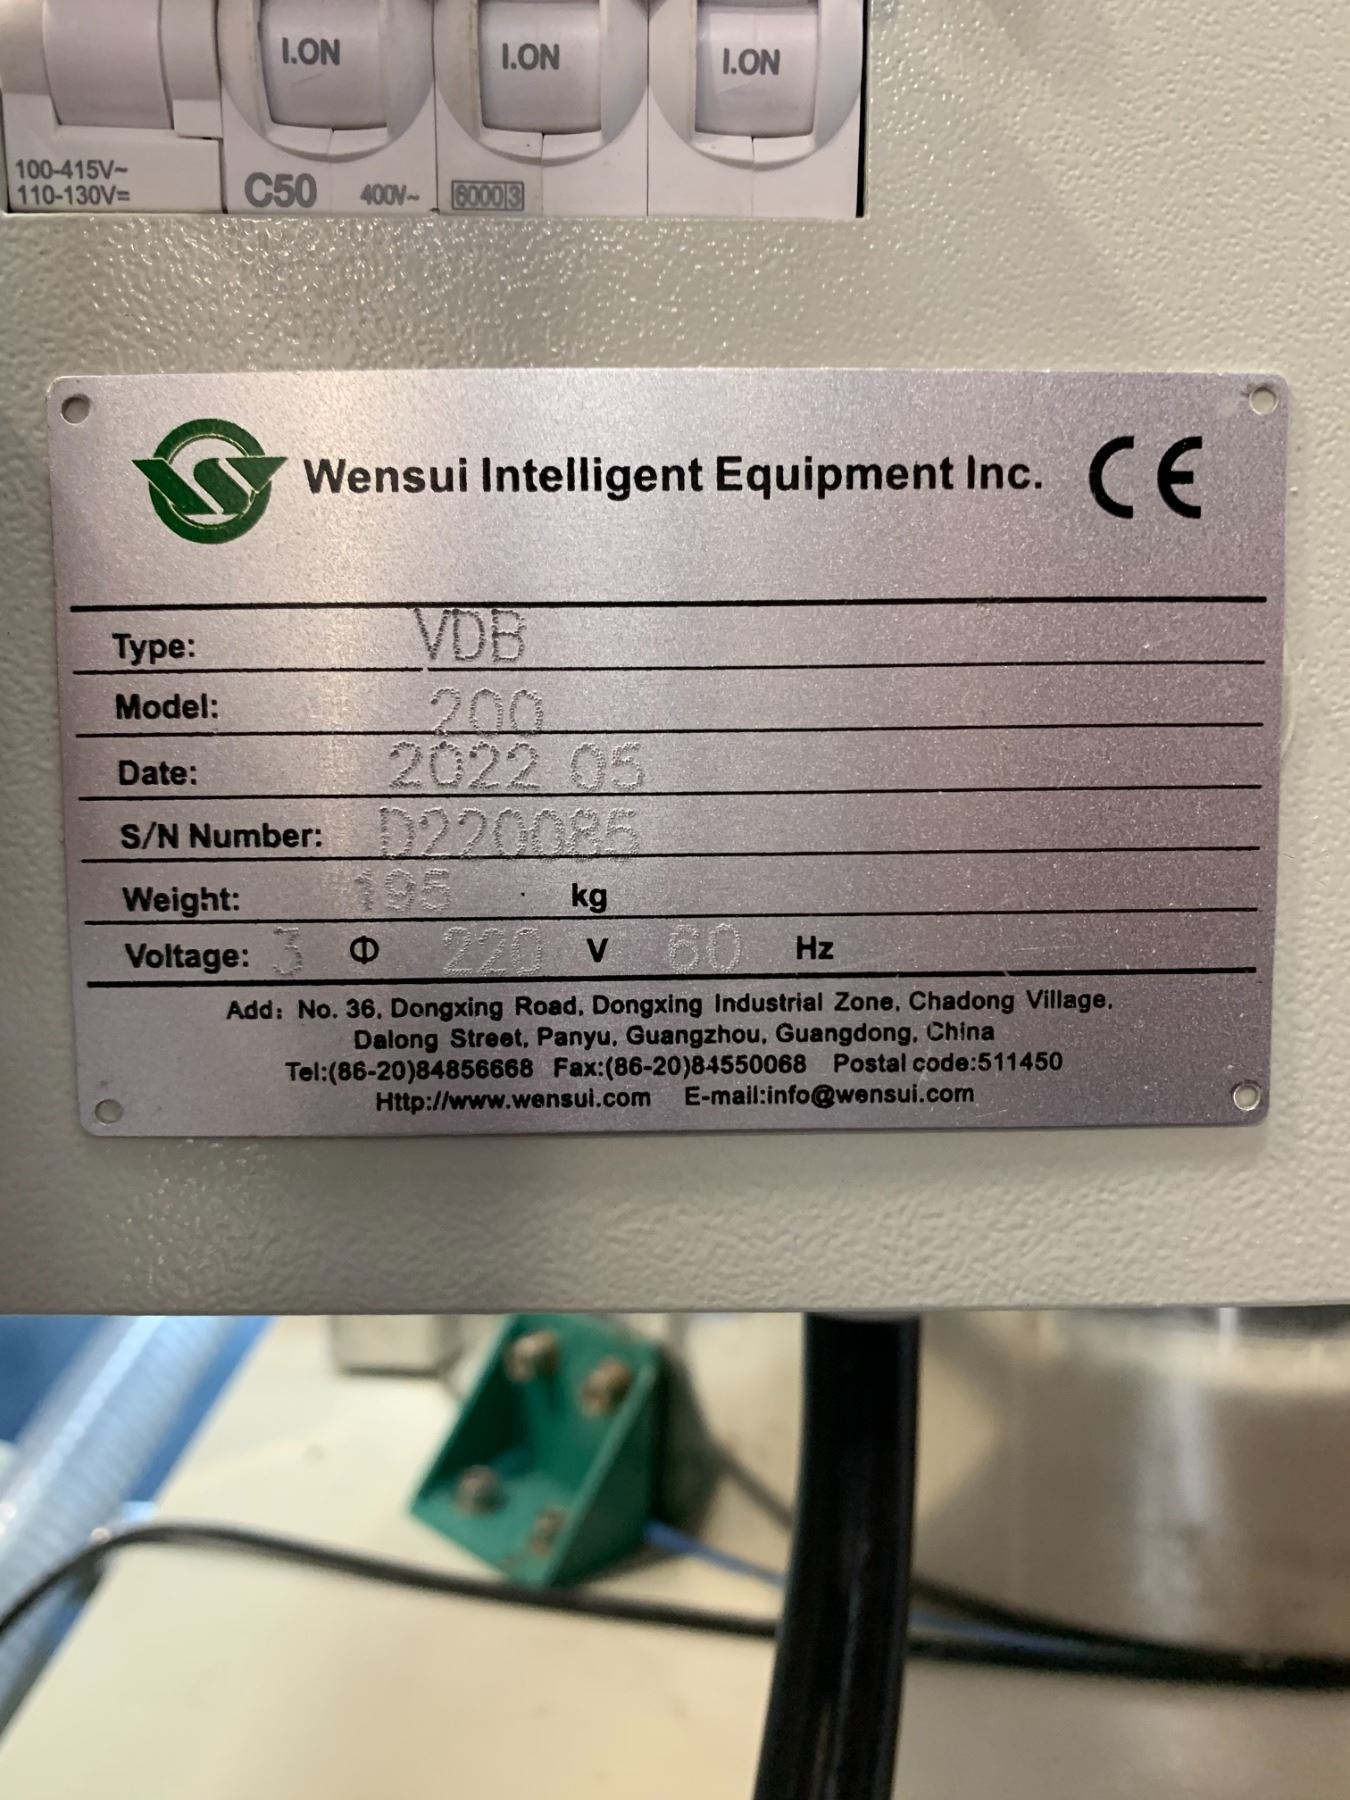 I.ON I.ON I.ON
100-415V~
110-130V=
C50 400V~ 6000 3
Wensui Intelligent Equipment Inc. CE
Type: VDB
Model: 200
Date: 2022 05
S/N Number: D220085
Weight: 195 kg
Voltage: 3 Φ 220 V 60 Hz
Add: No. 36, Dongxing Road, Dongxing Industrial Zone, Chadong Village,
Dalong Street, Panyu, Guangzhou, Guangdong, China
Tel:(86-20)84856668 Fax:(86-20)84550068 Postal code:511450
Http://www.wensui.com E-mail:info@wensui.com